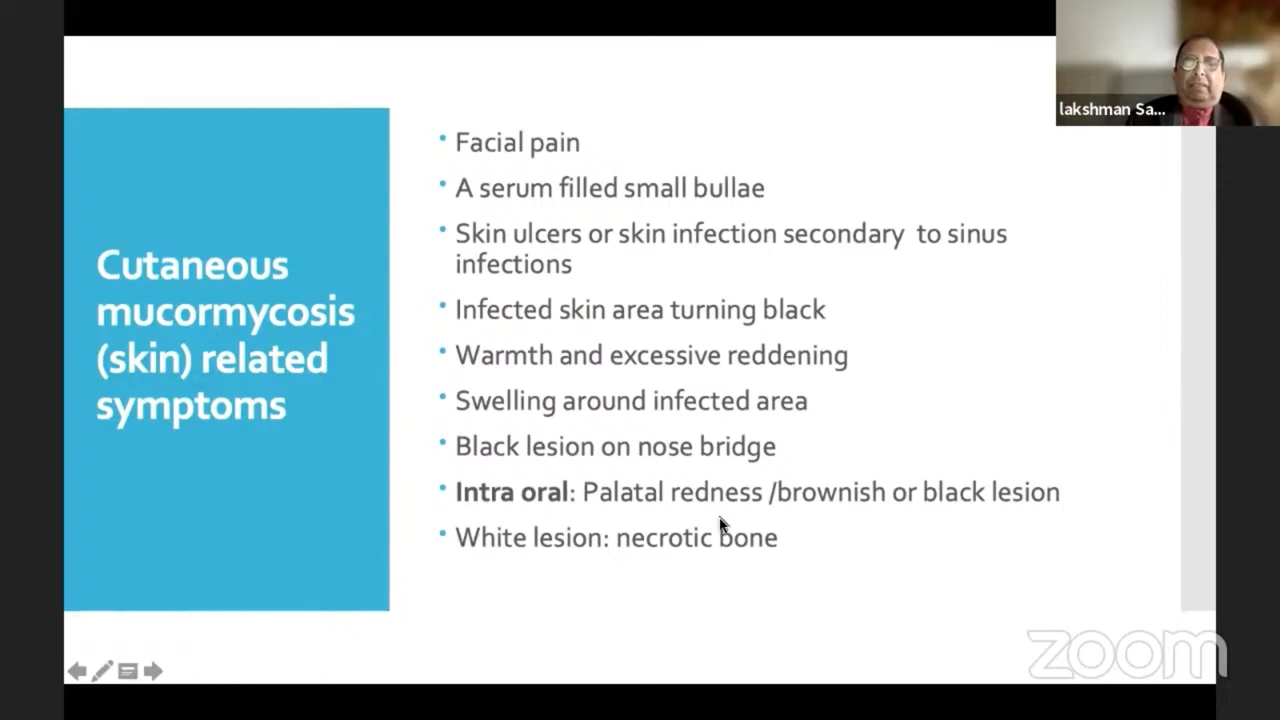 lakshman Sa...
Cutaneous
mucormycosis
(skin) related
symptoms
• Facial pain
• A serum filled small bullae
• Skin ulcers or skin infection secondary  to sinus
infections
• Infected skin area turning black
• Warmth and excessive reddening
• Swelling around infected area
• Black lesion on nose bridge
• Intra oral: Palatal redness /brownish or black lesion
• White lesion: necrotic bone
zoom